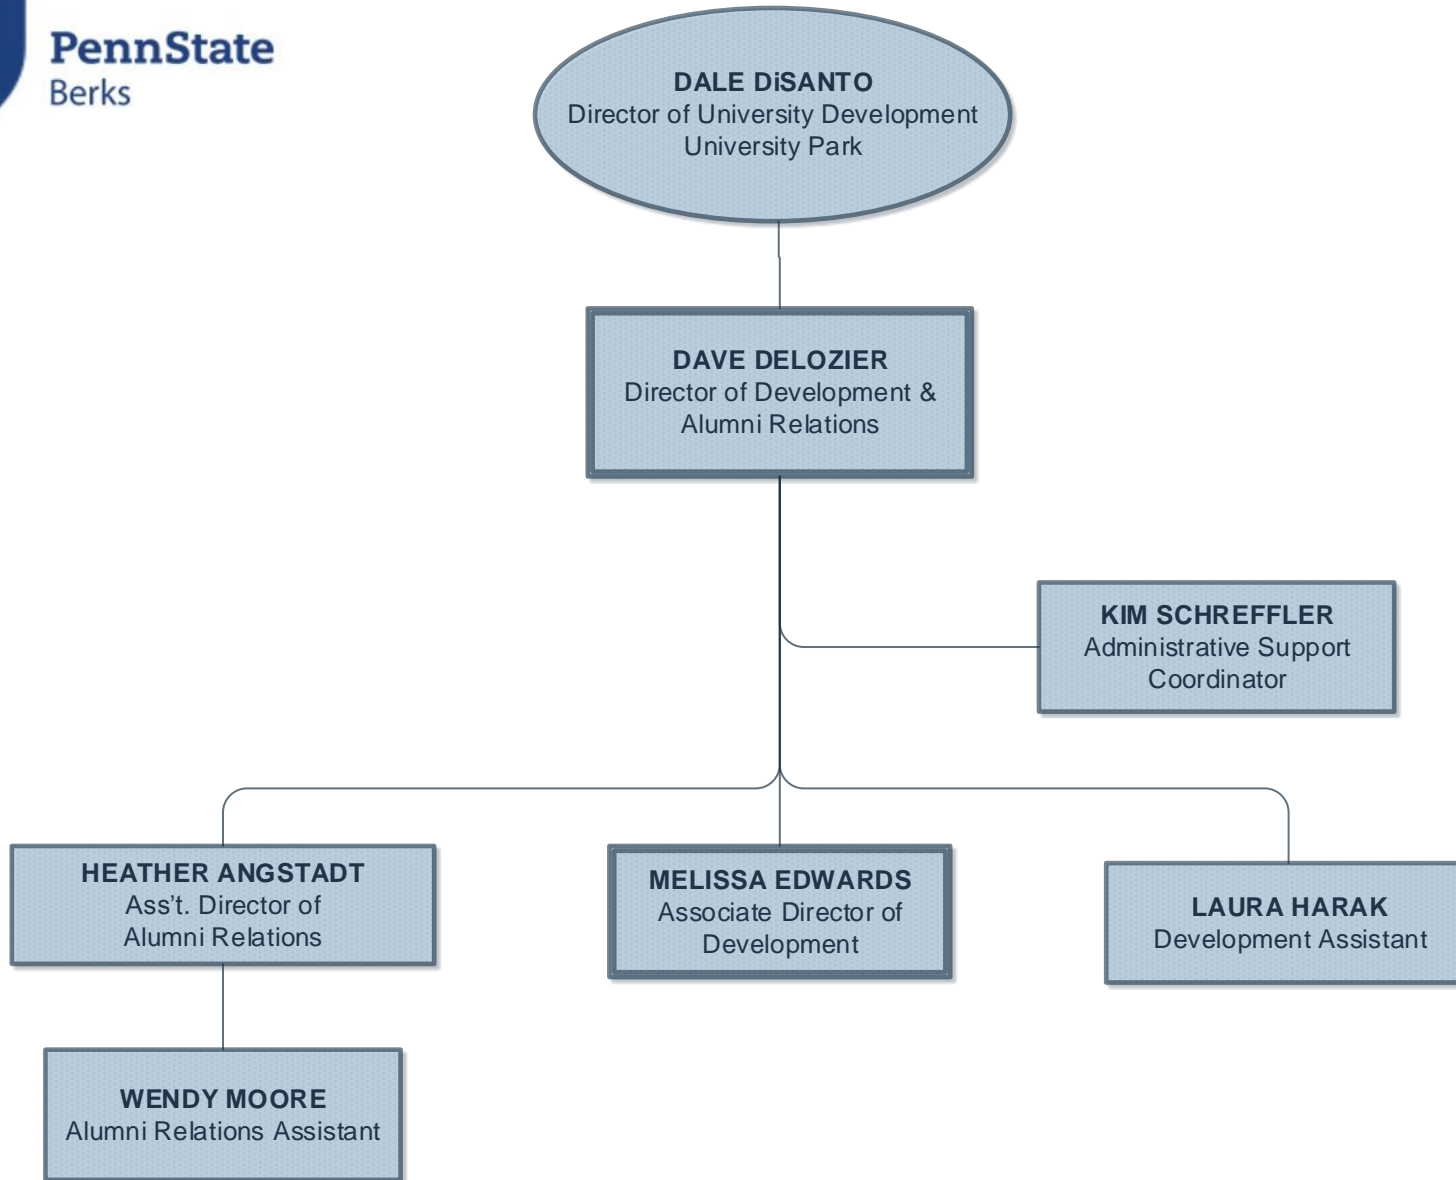 PennState
Berks
DALE DiSANTO
Director of University Development
University Park
DAVE DELOZIER
Director of Development &
Alumni Relations
KIM SCHREFFLER
Administrative Support
Coordinator
HEATHER ANGSTADT
Ass’t. Director of
Alumni Relations
MELISSA EDWARDS
Associate Director of
Development
LAURA HARAK
Development Assistant
WENDY MOORE
Alumni Relations Assistant